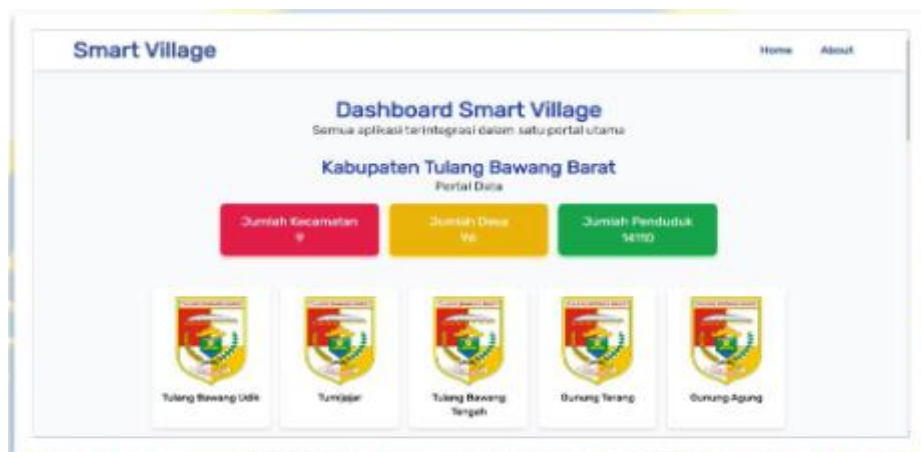 Smart Village
Home About
Dashboard Smart Village
Semua aplikasi terintegrasi dalam satu portal utama
Kabupaten Tulang Bawang Barat
Portal Data
Jumlah Kecamatan
9
Jumlah Desa
Jumlah Penduduk
Tulang Bawang Udik
Tumijajar
Tulang Bawang
Tengah
Gunung Terang
Gunung Agung